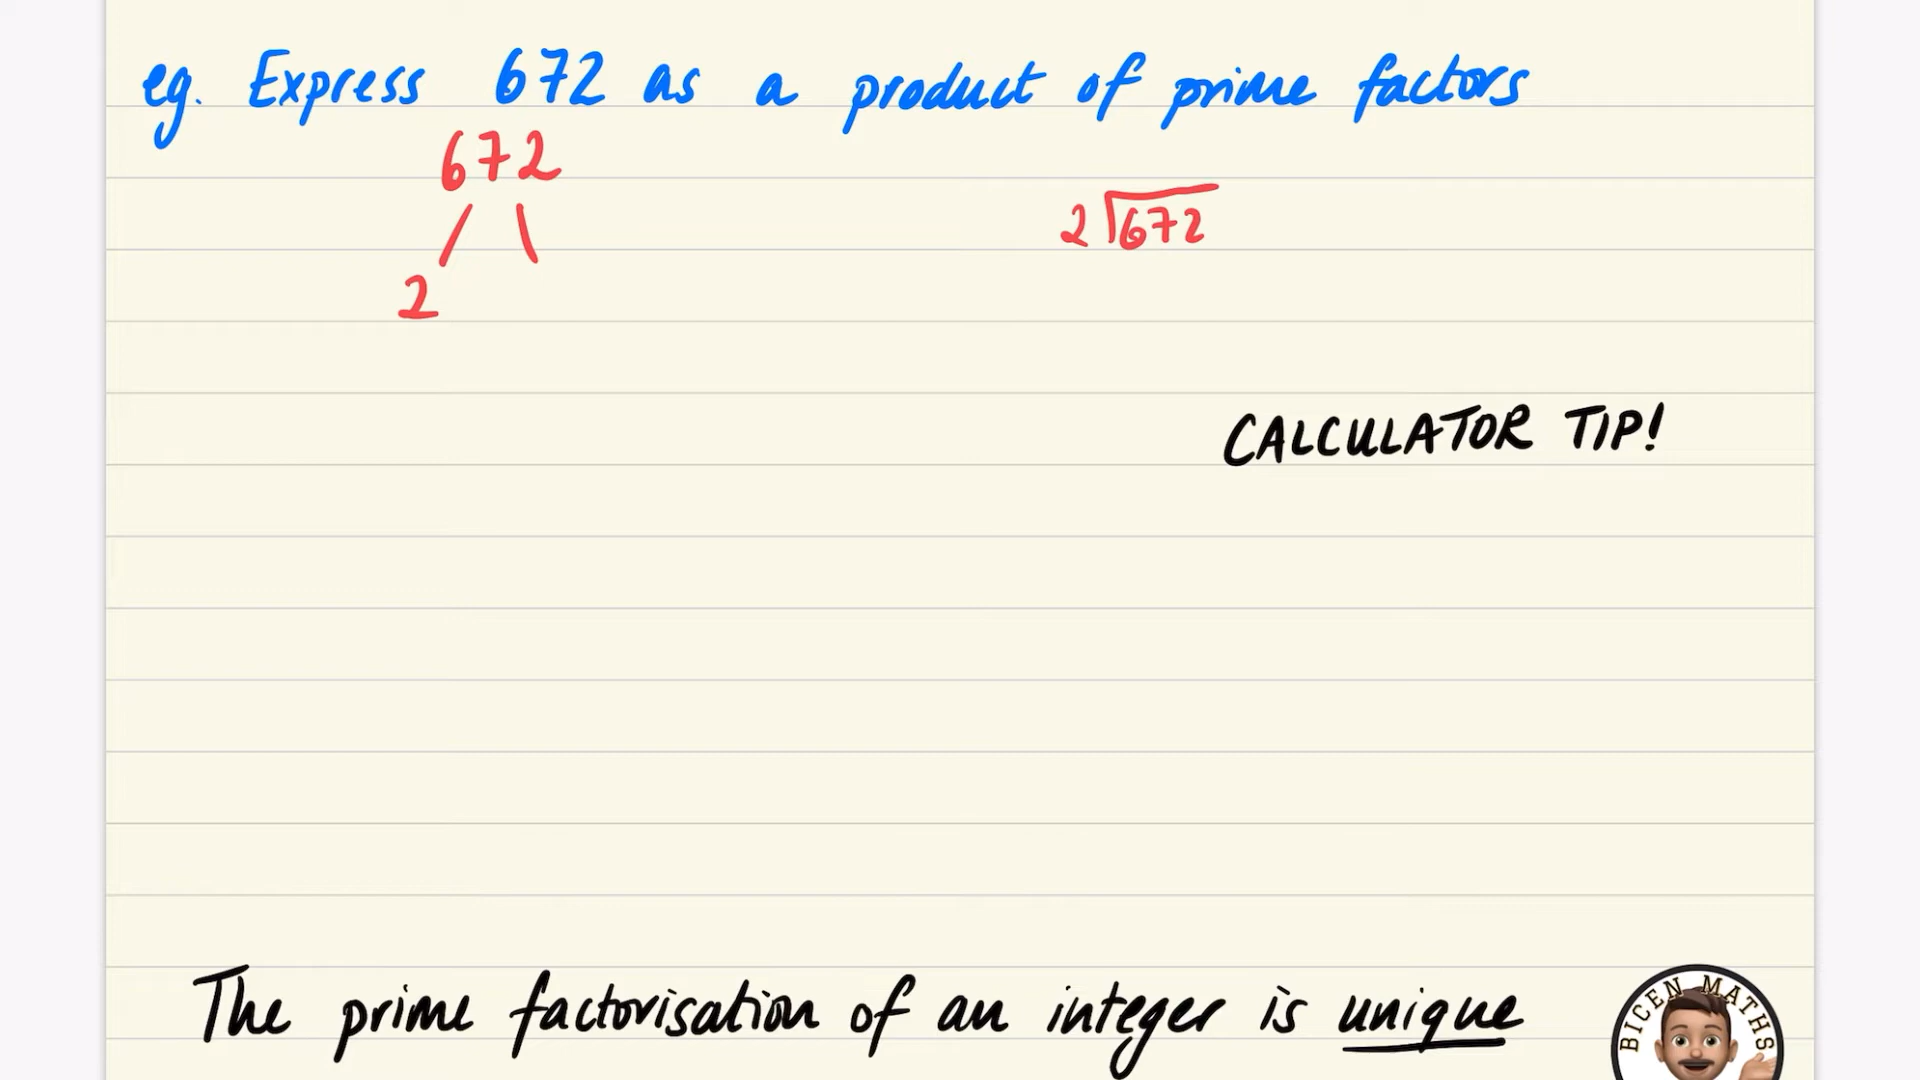 eg. Express 672 as a product of prime factors
672
2
2 672
CALCULATOR TIP!
The prime factorisation of an integer is unique
BICEN MATHS